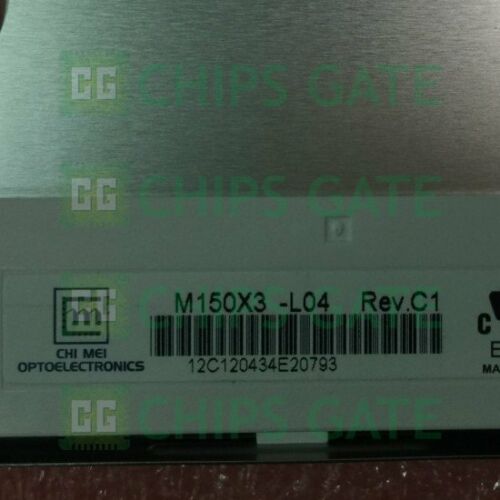 CG CHIPS GATE
CG CHIPS GATE
M150X3 -L04 Rev.C1
m
CHI MEI
OPTOELECTRONICS
12C120434E20793
C
E
MA
CG CHIPS GATE
CG CHIPS GATE